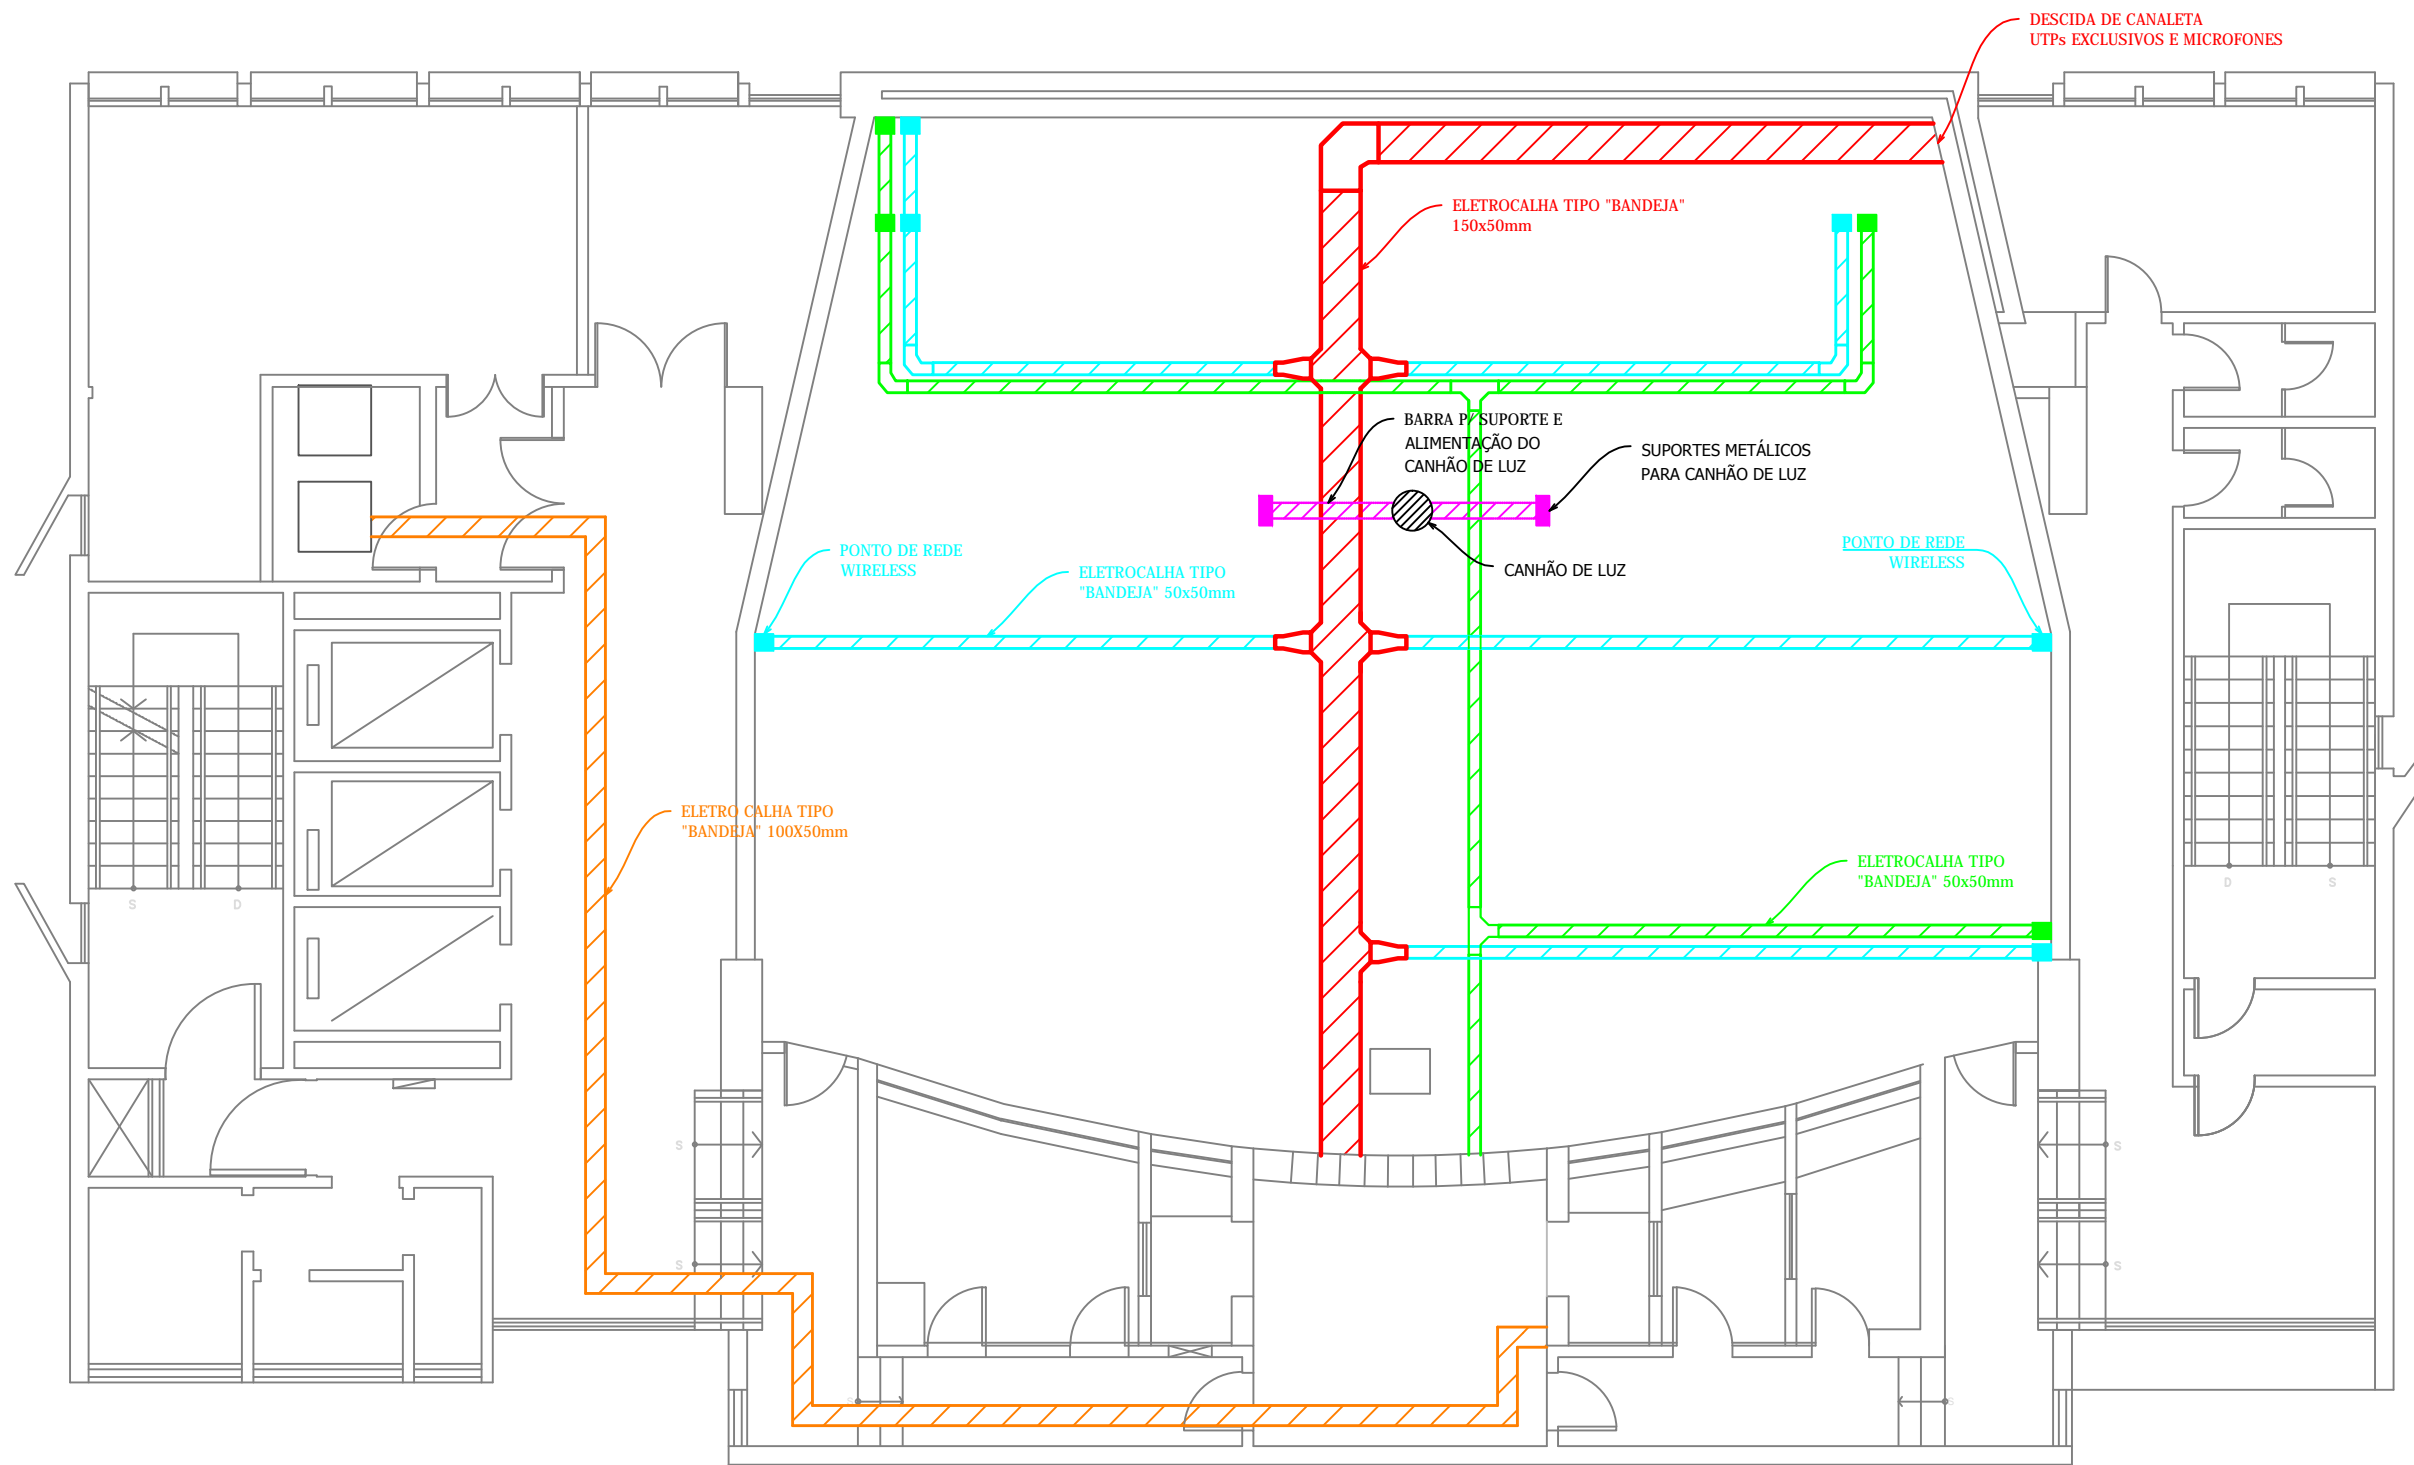 DESCIDA DE CANALETA
UTPs EXCLUSIVOS E MICROFONES
ELETROCALHA TIPO "BANDEJA"
150x50mm
BARRA P/ SUPORTE E
ALIMENTAÇÃO DO
CANHÃO DE LUZ
SUPORTES METÁLICOS
PARA CANHÃO DE LUZ
PONTO DE REDE
WIRELESS
ELETROCALHA TIPO
"BANDEJA" 50x50mm
CANHÃO DE LUZ
PONTO DE REDE
WIRELESS
ELETRO CALHA TIPO
"BANDEJA" 100X50mm
ELETROCALHA TIPO
"BANDEJA" 50x50mm
S
D
D
S
S
S
S
S
S
S